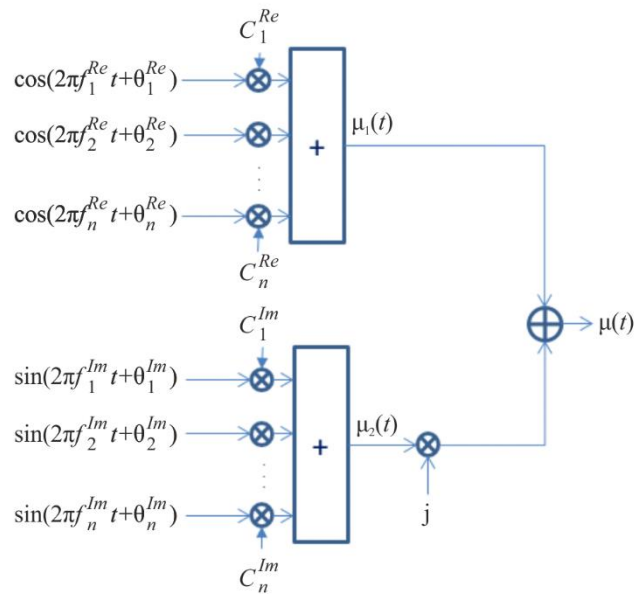 C_1^{Re}
cos(2πf_1^{Re} t+θ_1^{Re})
μ_1(t)
cos(2πf_2^{Re} t+θ_2^{Re})
+
cos(2πf_n^{Re} t+θ_n^{Re})
C_n^{Re}
C_1^{Im}
μ(t)
sin(2πf_1^{Im} t+θ_1^{Im})
μ_2(t)
sin(2πf_2^{Im} t+θ_2^{Im})
+
sin(2πf_n^{Im} t+θ_n^{Im})
j
C_n^{Im}